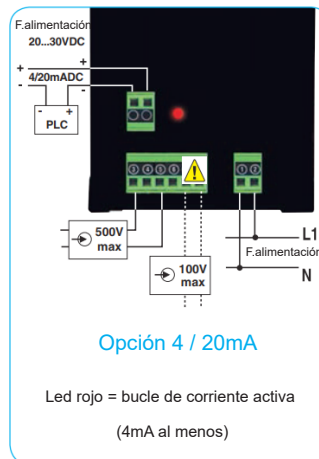 F.alimentación
20...30VDC
+ +
4/20mADC
- -
- +
PLC
500V
max
100V
max
L1
F.alimentación
N
Opción 4 / 20mA
Led rojo = bucle de corriente activa
(4mA al menos)